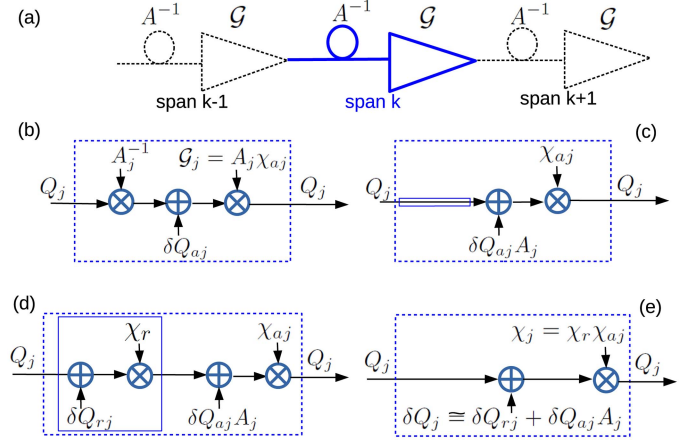 (a)
A⁻¹ 𝒢 A⁻¹ 𝒢 A⁻¹ 𝒢
span k-1 span k span k+1
(b)
A_j⁻¹ 𝒢_j = A_j χ_{aj}
Q_j Q_j
δQ_{aj}
(c)
χ_{aj}
Q_j Q_j
δQ_{aj}A_j
(d)
χ_r χ_{aj}
Q_j Q_j
δQ_{rj} δQ_{aj}A_j
(e)
χ_j = χ_r χ_{aj}
Q_j Q_j
δQ_j ≅ δQ_{rj} + δQ_{aj}A_j